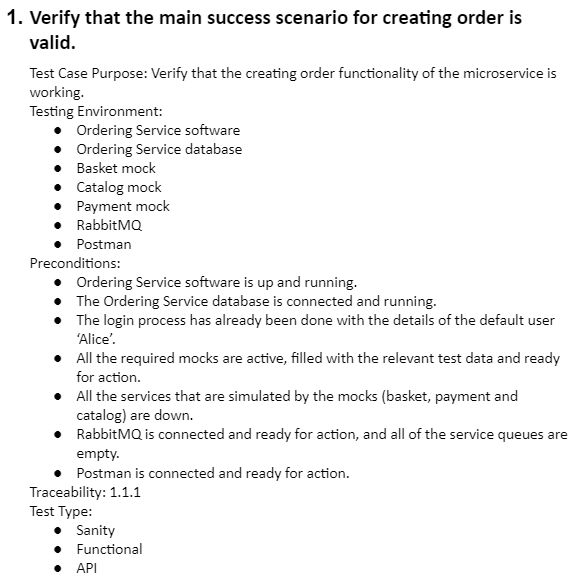 1. Verify that the main success scenario for creating order is
valid.
Test Case Purpose: Verify that the creating order functionality of the microservice is
working.
Testing Environment:
● Ordering Service software
● Ordering Service database
● Basket mock
● Catalog mock
● Payment mock
● RabbitMQ
● Postman
Preconditions:
● Ordering Service software is up and running.
● The Ordering Service database is connected and running.
● The login process has already been done with the details of the default user
‘Alice’.
● All the required mocks are active, filled with the relevant test data and ready
for action.
● All the services that are simulated by the mocks (basket, payment and
catalog) are down.
● RabbitMQ is connected and ready for action, and all of the service queues are
empty.
● Postman is connected and ready for action.
Traceability: 1.1.1
Test Type:
● Sanity
● Functional
● API